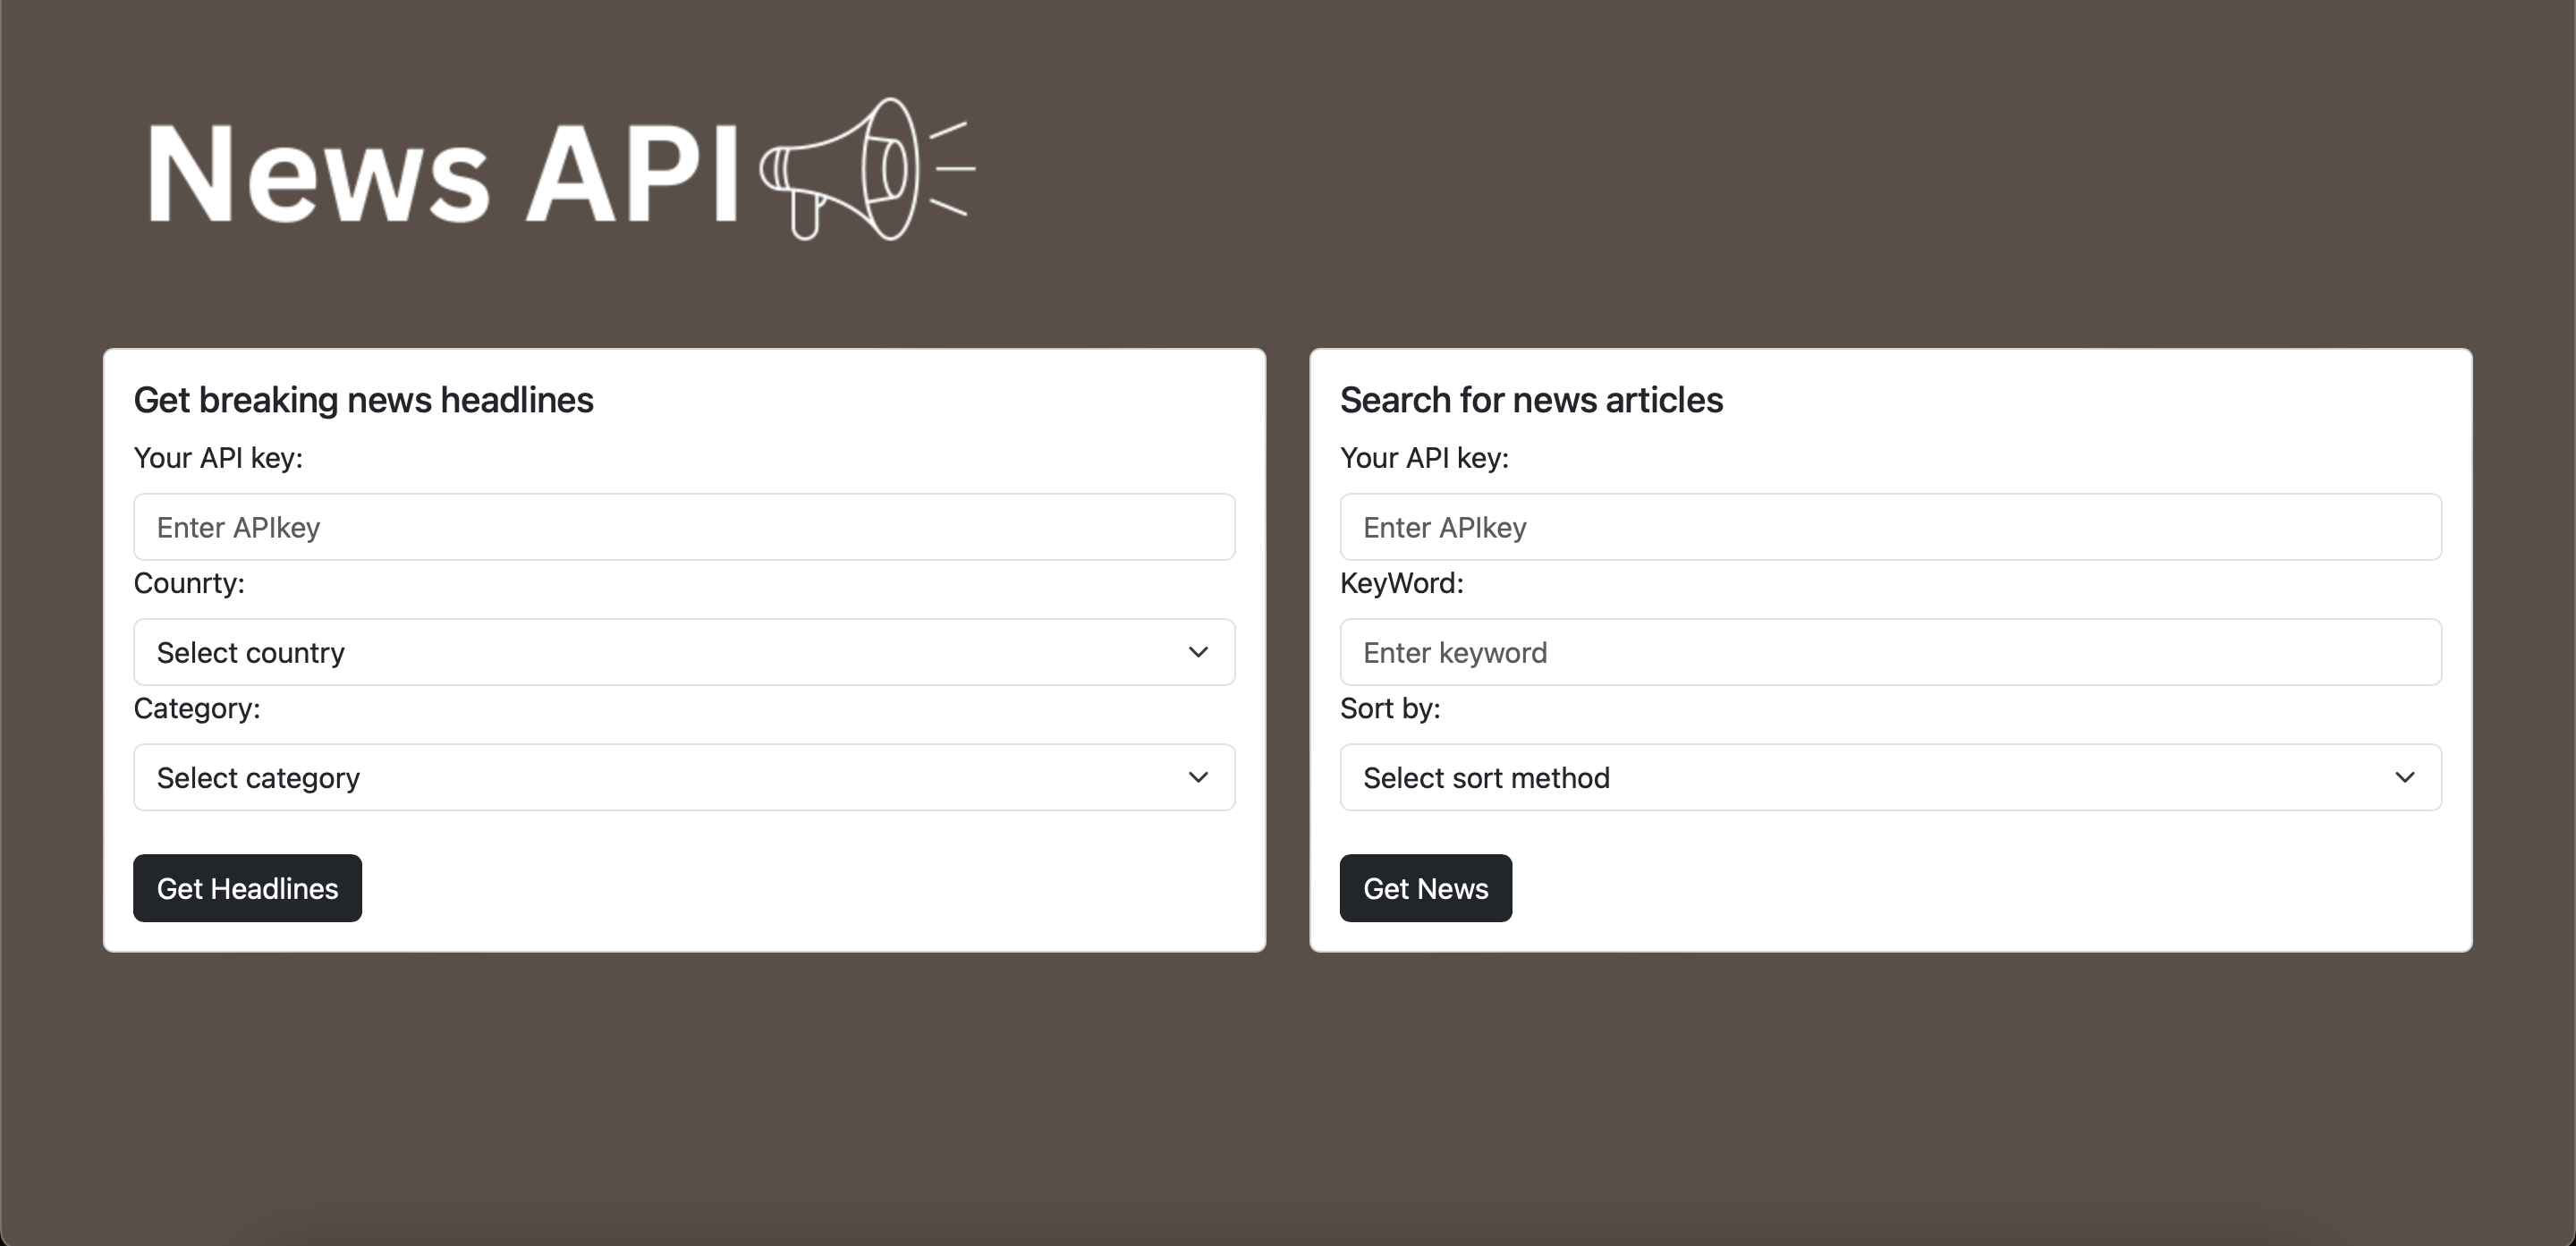 News API
Get breaking news headlines
Your API key:
Enter APIkey
Counrty:
Select country
Category:
Select category
Get Headlines
Search for news articles
Your API key:
Enter APIkey
KeyWord:
Enter keyword
Sort by:
Select sort method
Get News